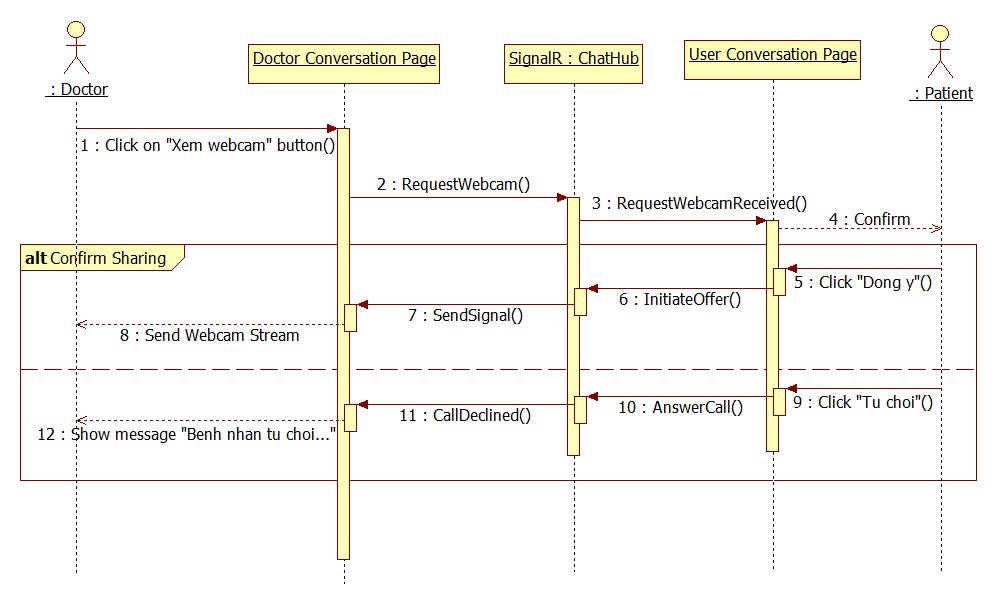 : Doctor
Doctor Conversation Page
SignalR : ChatHub
User Conversation Page
: Patient
1 : Click on "Xem webcam" button()
2 : RequestWebcam()
3 : RequestWebcamReceived()
4 : Confirm
alt Confirm Sharing
5 : Click "Dong y"()
6 : InitiateOffer()
7 : SendSignal()
8 : Send Webcam Stream
9 : Click "Tu choi"()
10 : AnswerCall()
11 : CallDeclined()
12 : Show message "Benh nhan tu choi..."